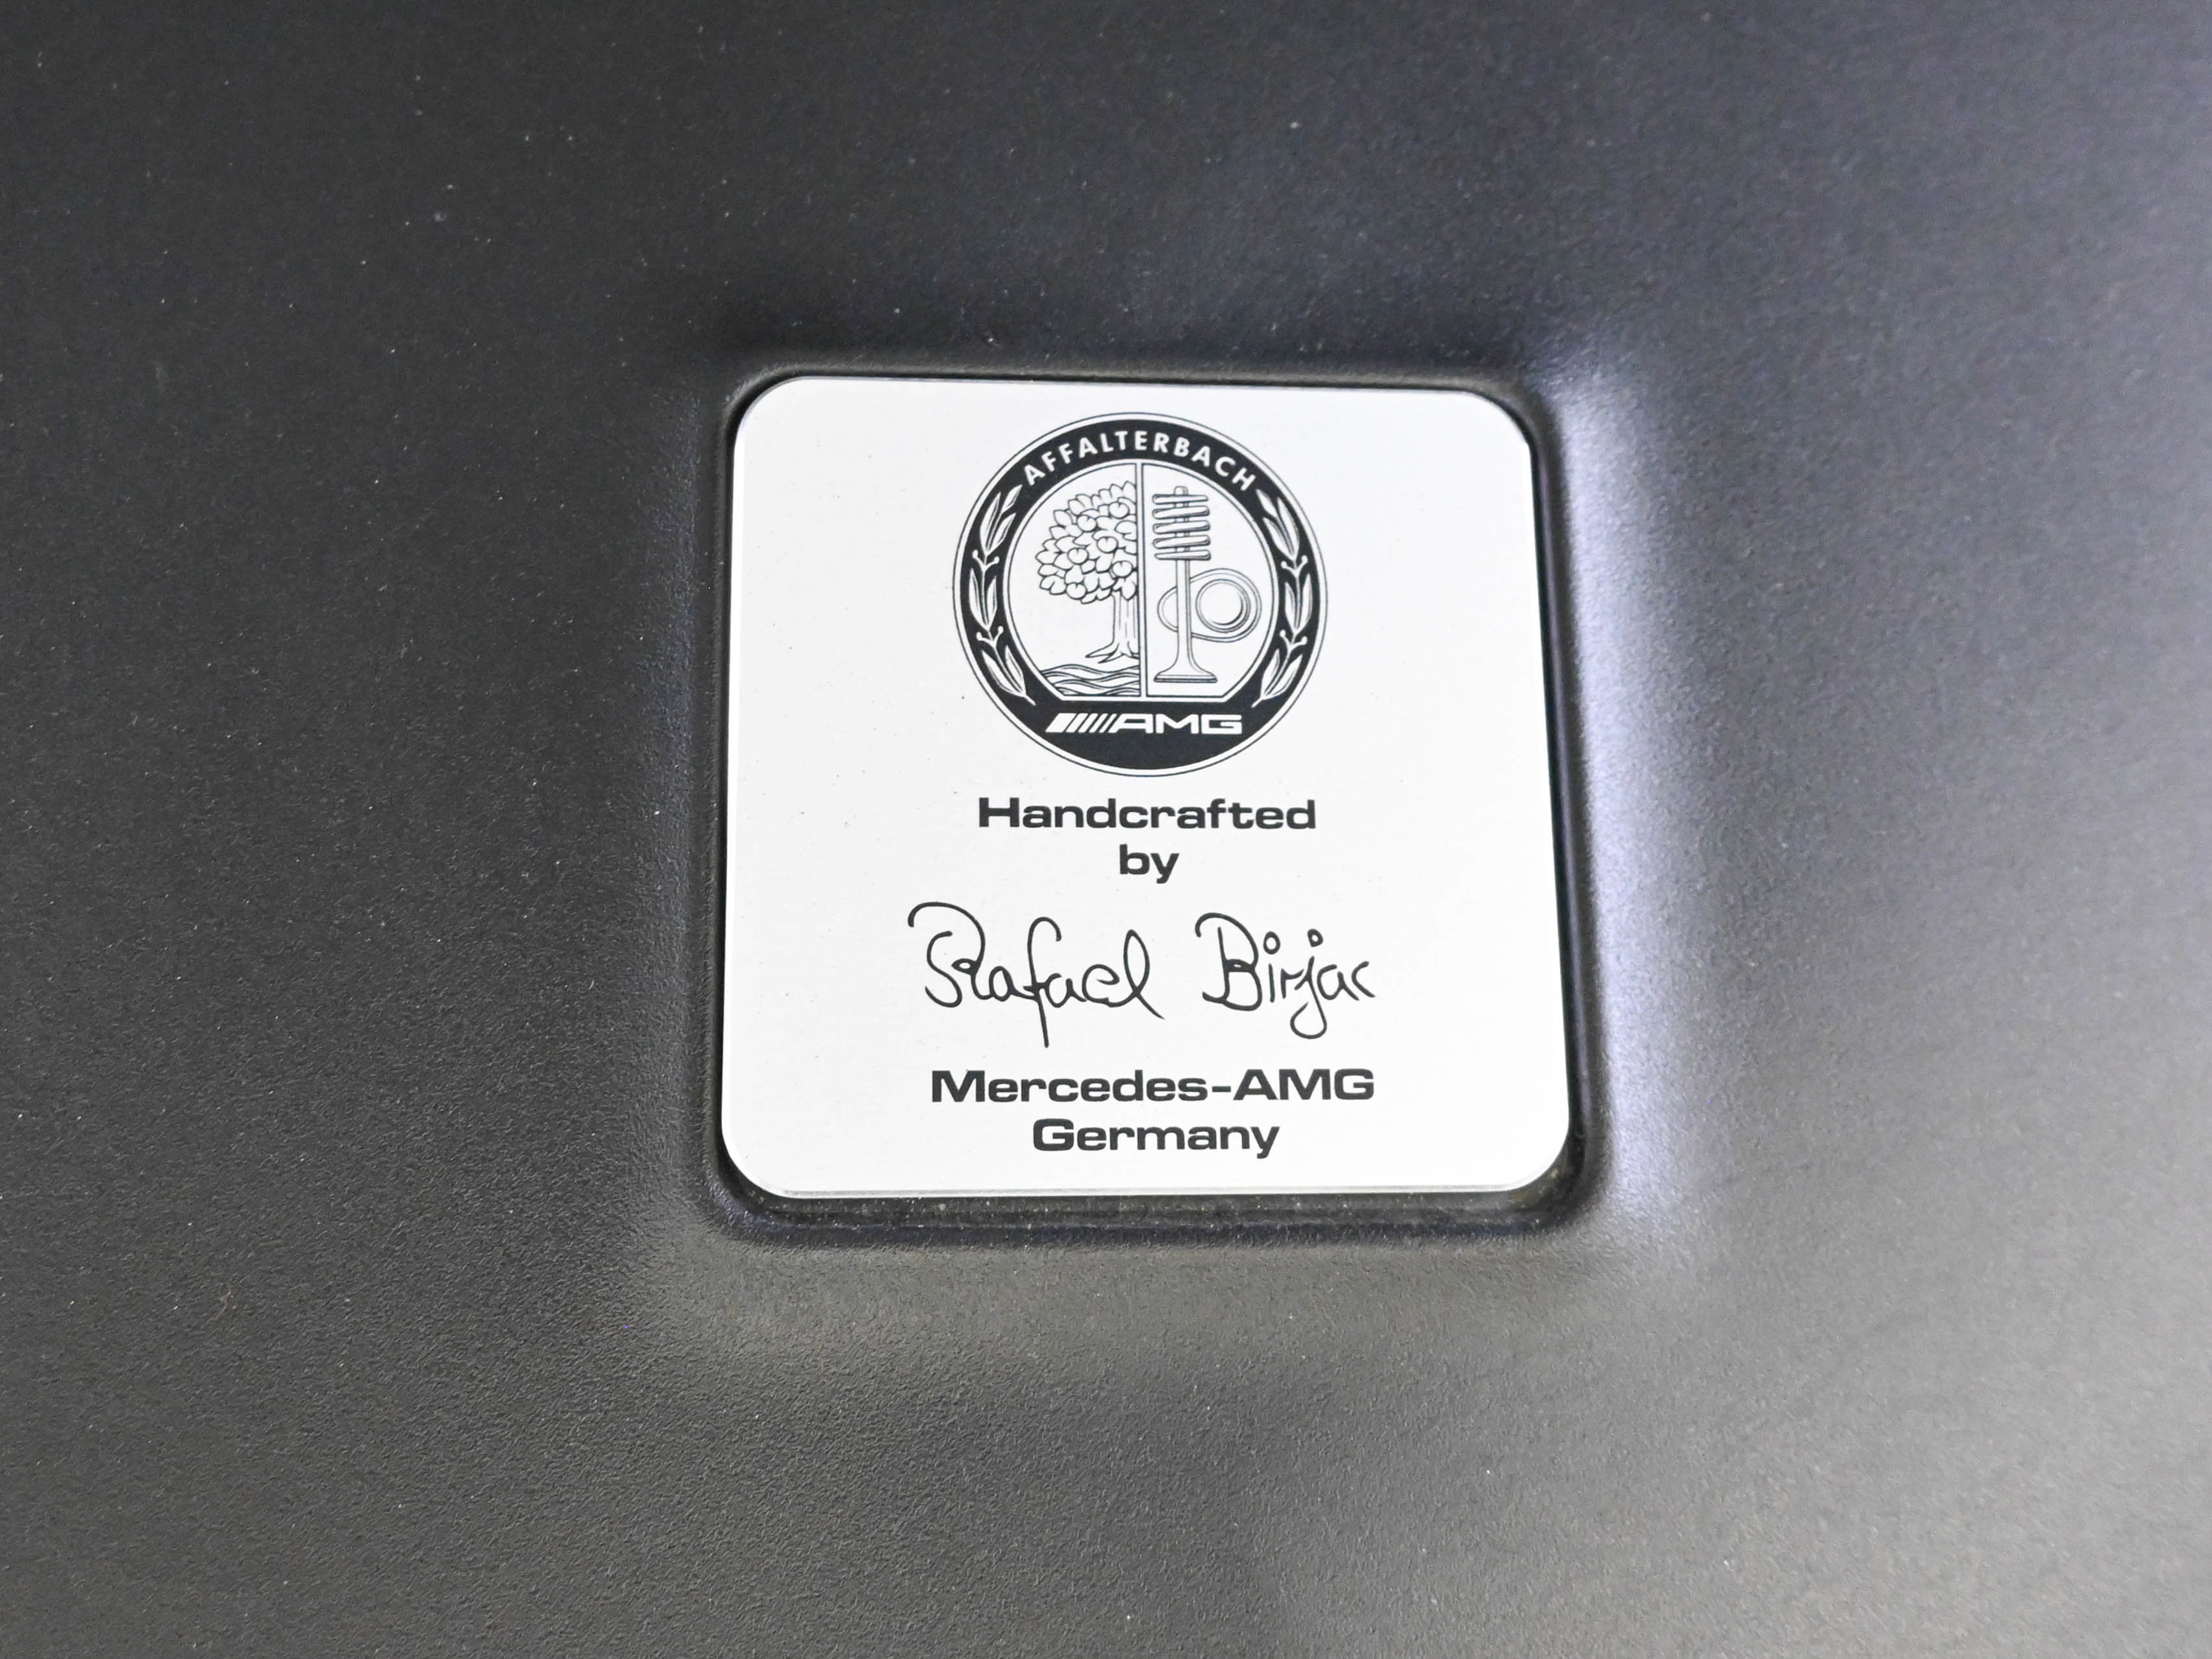 AFFALTERBACH
AMG
Handcrafted
by
Rafael Birjac
Mercedes-AMG
Germany